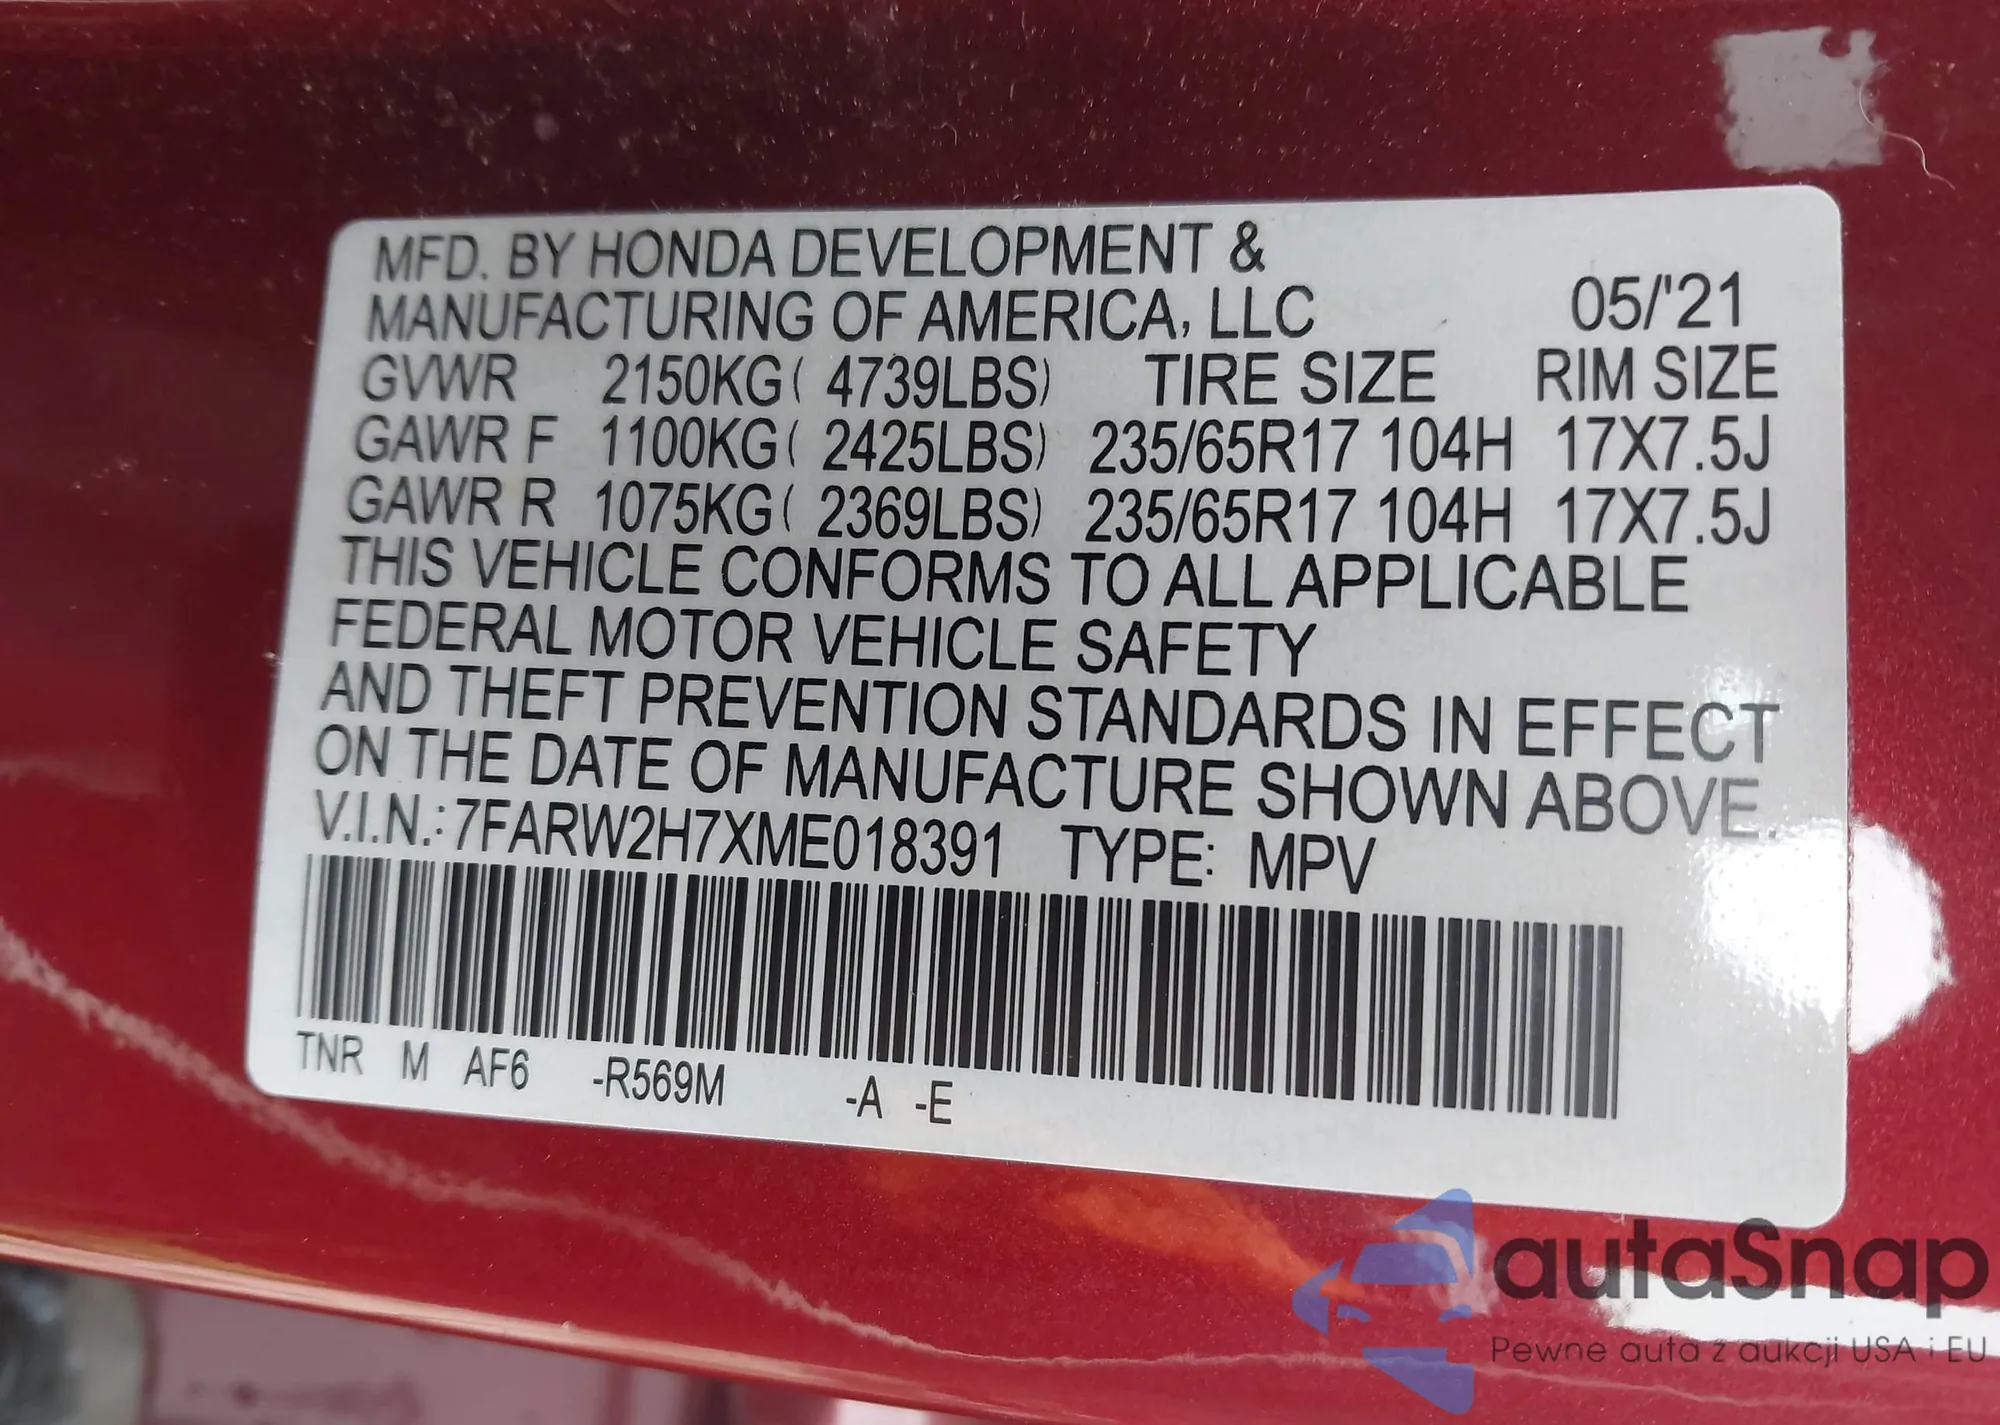 MFD. BY HONDA DEVELOPMENT &
MANUFACTURING OF AMERICA, LLC 05/'21
GVWR 2150KG( 4739LBS) TIRE SIZE RIM SIZE
GAWR F 1100KG( 2425LBS) 235/65R17 104H 17X7.5J
GAWR R 1075KG( 2369LBS) 235/65R17 104H 17X7.5J
THIS VEHICLE CONFORMS TO ALL APPLICABLE
FEDERAL MOTOR VEHICLE SAFETY
AND THEFT PREVENTION STANDARDS IN EFFECT
ON THE DATE OF MANUFACTURE SHOWN ABOVE.
V.I.N.: 7FARW2H7XME018391 TYPE: MPV
TNR M AF6 -R569M -A -E
autaSnap
Pewne auta z aukcji USA i EU